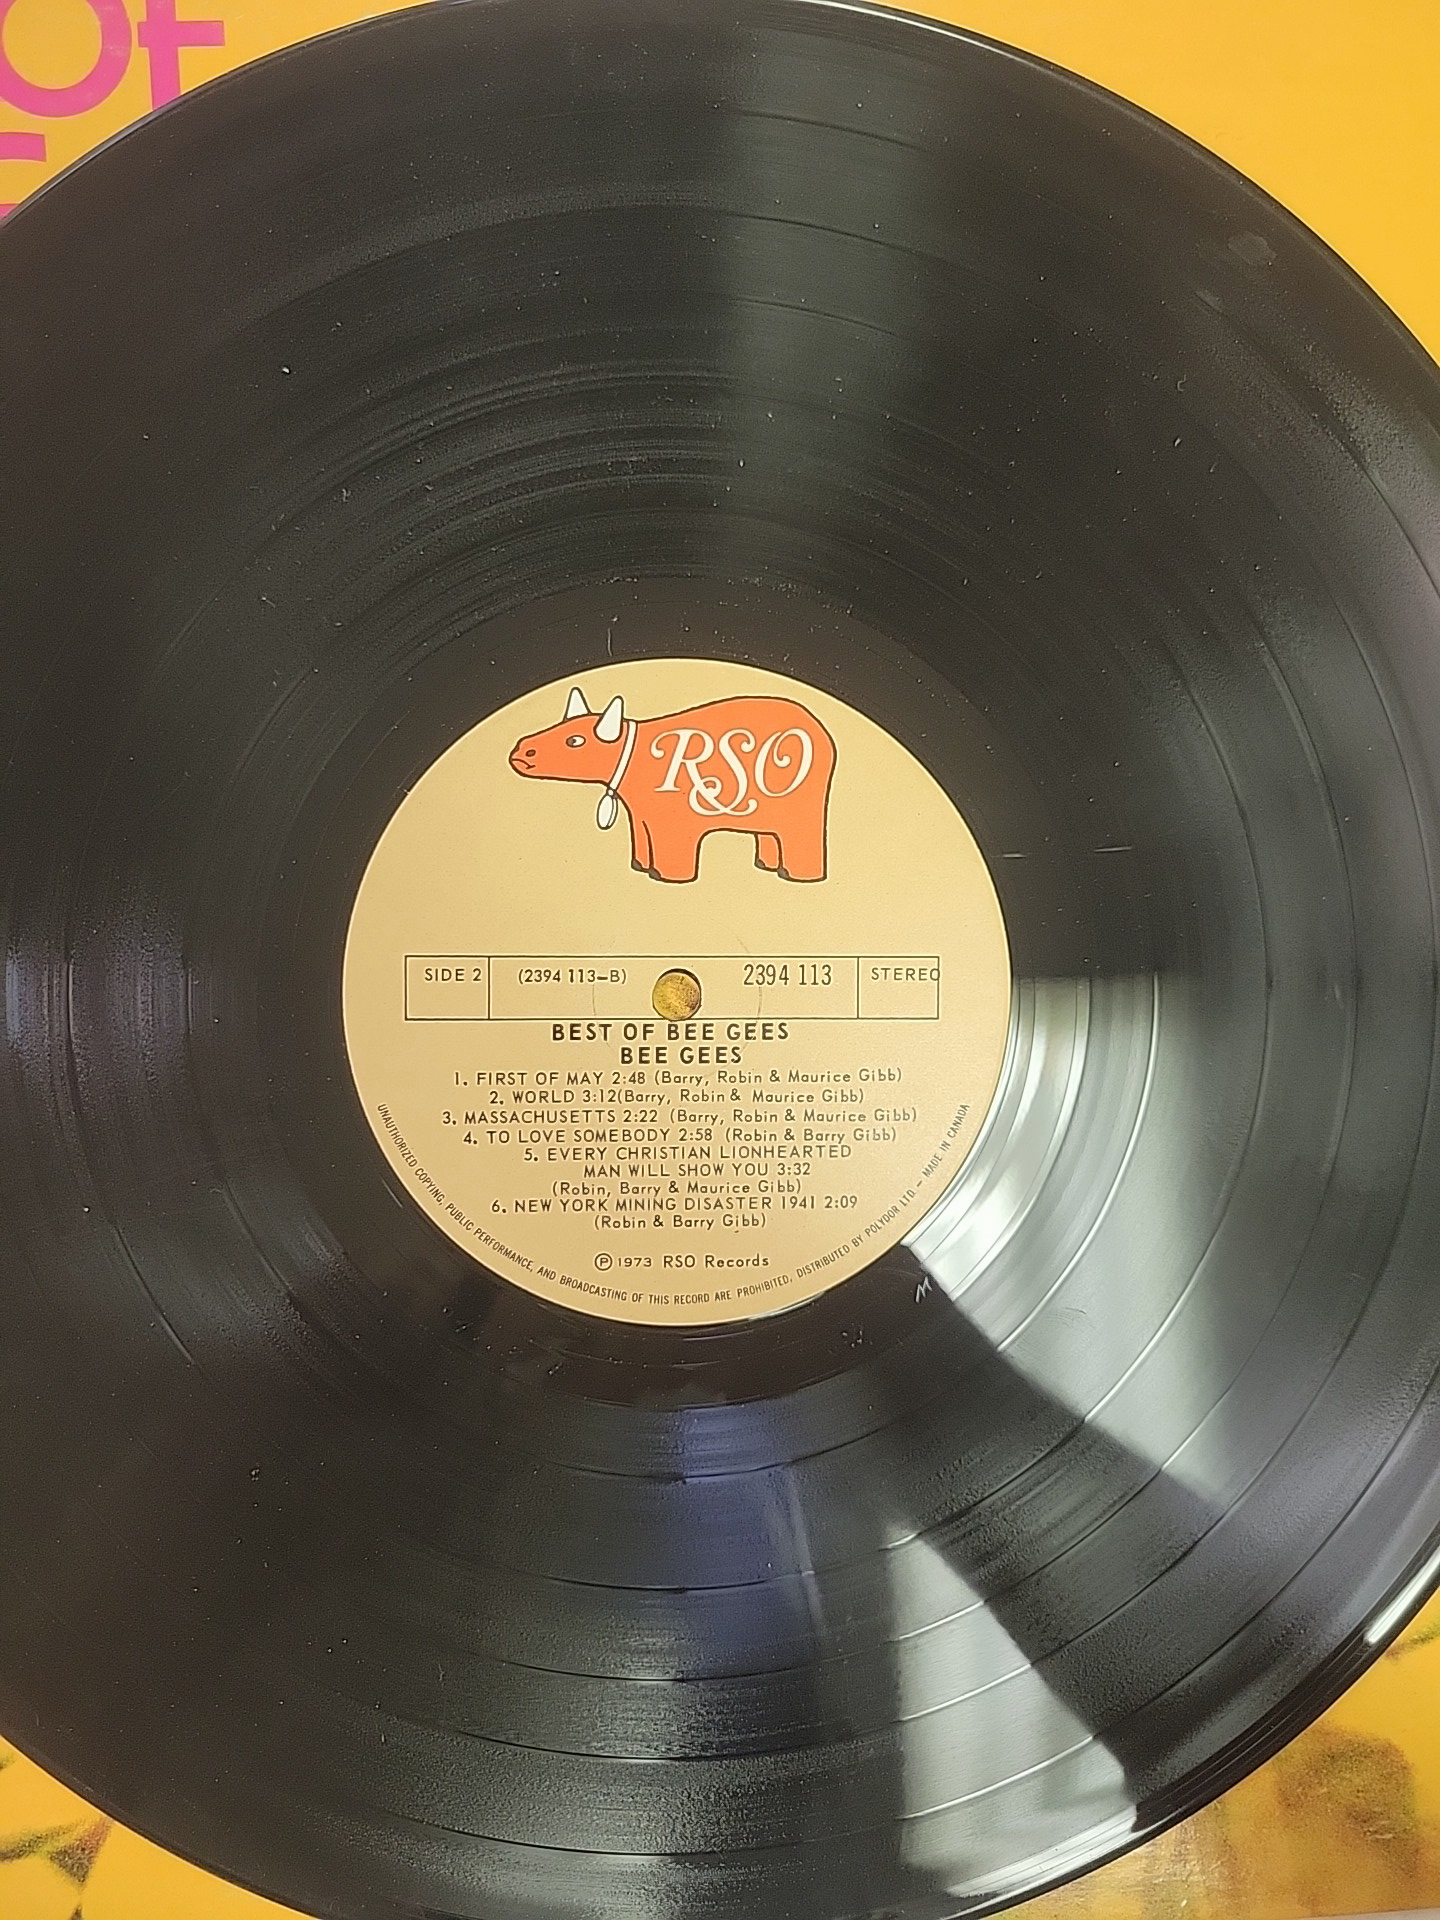 of
RSO
RSO
SIDE 2 (2394 113-B) 2394 113 STEREO
BEST OF BEE GEES
BEE GEES
1. FIRST OF MAY 2:48 (Barry, Robin & Maurice Gibb)
2. WORLD 3:12(Barry, Robin & Maurice Gibb)
3. MASSACHUSETTS 2:22 (Barry, Robin & Maurice Gibb)
4. TO LOVE SOMEBODY 2:58 (Robin & Barry Gibb)
5. EVERY CHRISTIAN LIONHEARTED
MAN WILL SHOW YOU 3:32
(Robin, Barry & Maurice Gibb)
6. NEW YORK MINING DISASTER 1941 2:09
(Robin & Barry Gibb)
℗ 1973 RSO Records
UNAUTHORIZED COPYING, PUBLIC PERFORMANCE, AND BROADCASTING OF THIS RECORD ARE PROHIBITED, DISTRIBUTED BY POLYDOR LTD. – MADE IN CANADA